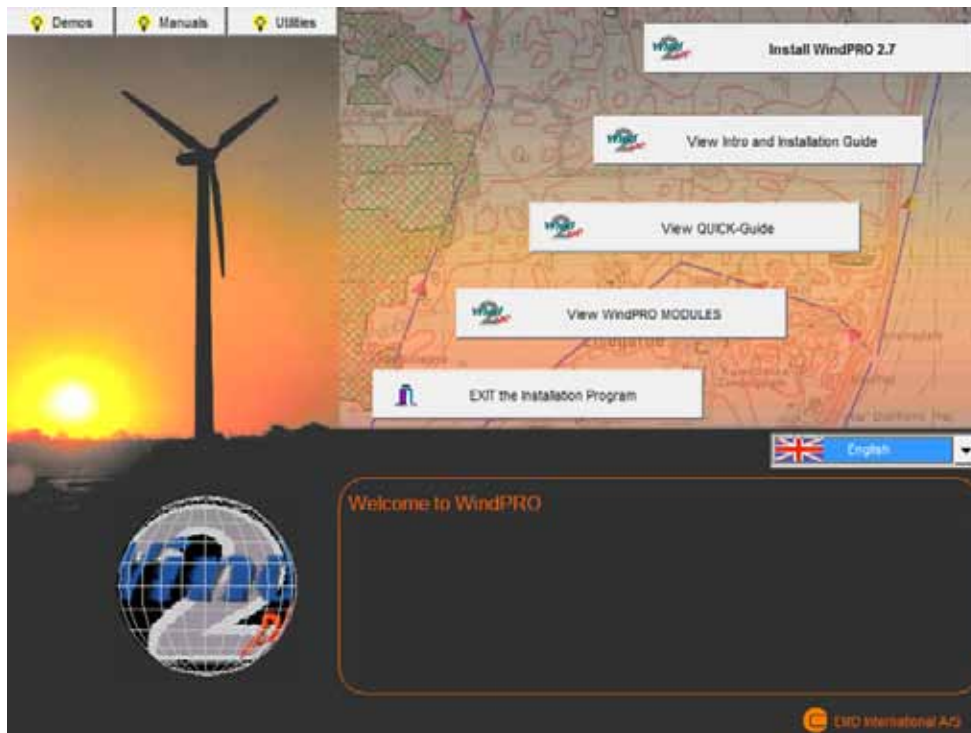 Demos
Manuals
Utilities
Install WindPRO 2.7
View Intro and Installation Guide
View QUICK-Guide
View WindPRO MODULES
EXIT the Installation Program
English
Welcome to WindPRO
EMD International A/S